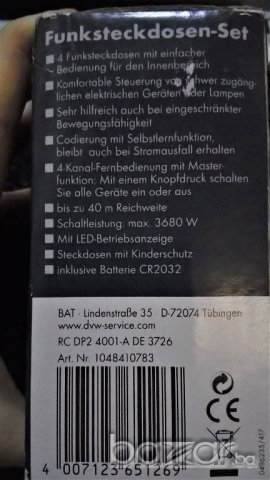 Funksteckdosen-Set
4 Funksteckdosen mit einfacher
Bedienung für den Innenbereich
Komfortable Steuerung von schwer zugäng-
lichen elektrischen Geräten oder Lampen
Sehr hilfreich auch bei eingeschränkter
Bewegungsfähigkeit
Codierung mit Selbstlernfunktion,
bleibt auch bei Stromausfall erhalten
4-Kanal-Fernbedienung mit Master-
funktion: Mit einem Knopfdruck schalten
Sie alle Geräte ein oder aus
bis zu 40 m Reichweite
Schaltleistung: max. 3680 W
Mit LED-Betriebsanzeige
Steckdosen mit Kinderschutz
inklusive Batterie CR2032
BAT · Lindenstraße 35 · D-72074 Tübingen
www.dvw-service.com
RC DP2 4001-A DE 3726
Art. Nr. 1048410783
4 007123 651269
CE
0496235/417
bazar.bg